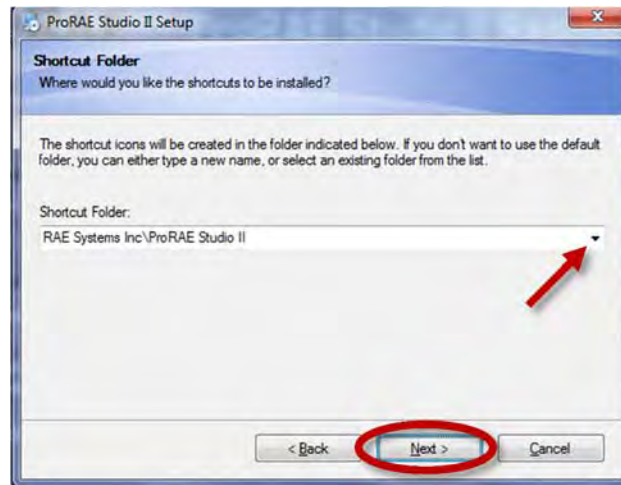 ProRAE Studio II Setup
Shortcut Folder
Where would you like the shortcuts to be installed?
The shortcut icons will be created in the folder indicated below. If you don't want to use the default
folder, you can either type a new name, or select an existing folder from the list.
Shortcut Folder:
RAE Systems Inc\ProRAE Studio II
< Back
Next >
Cancel